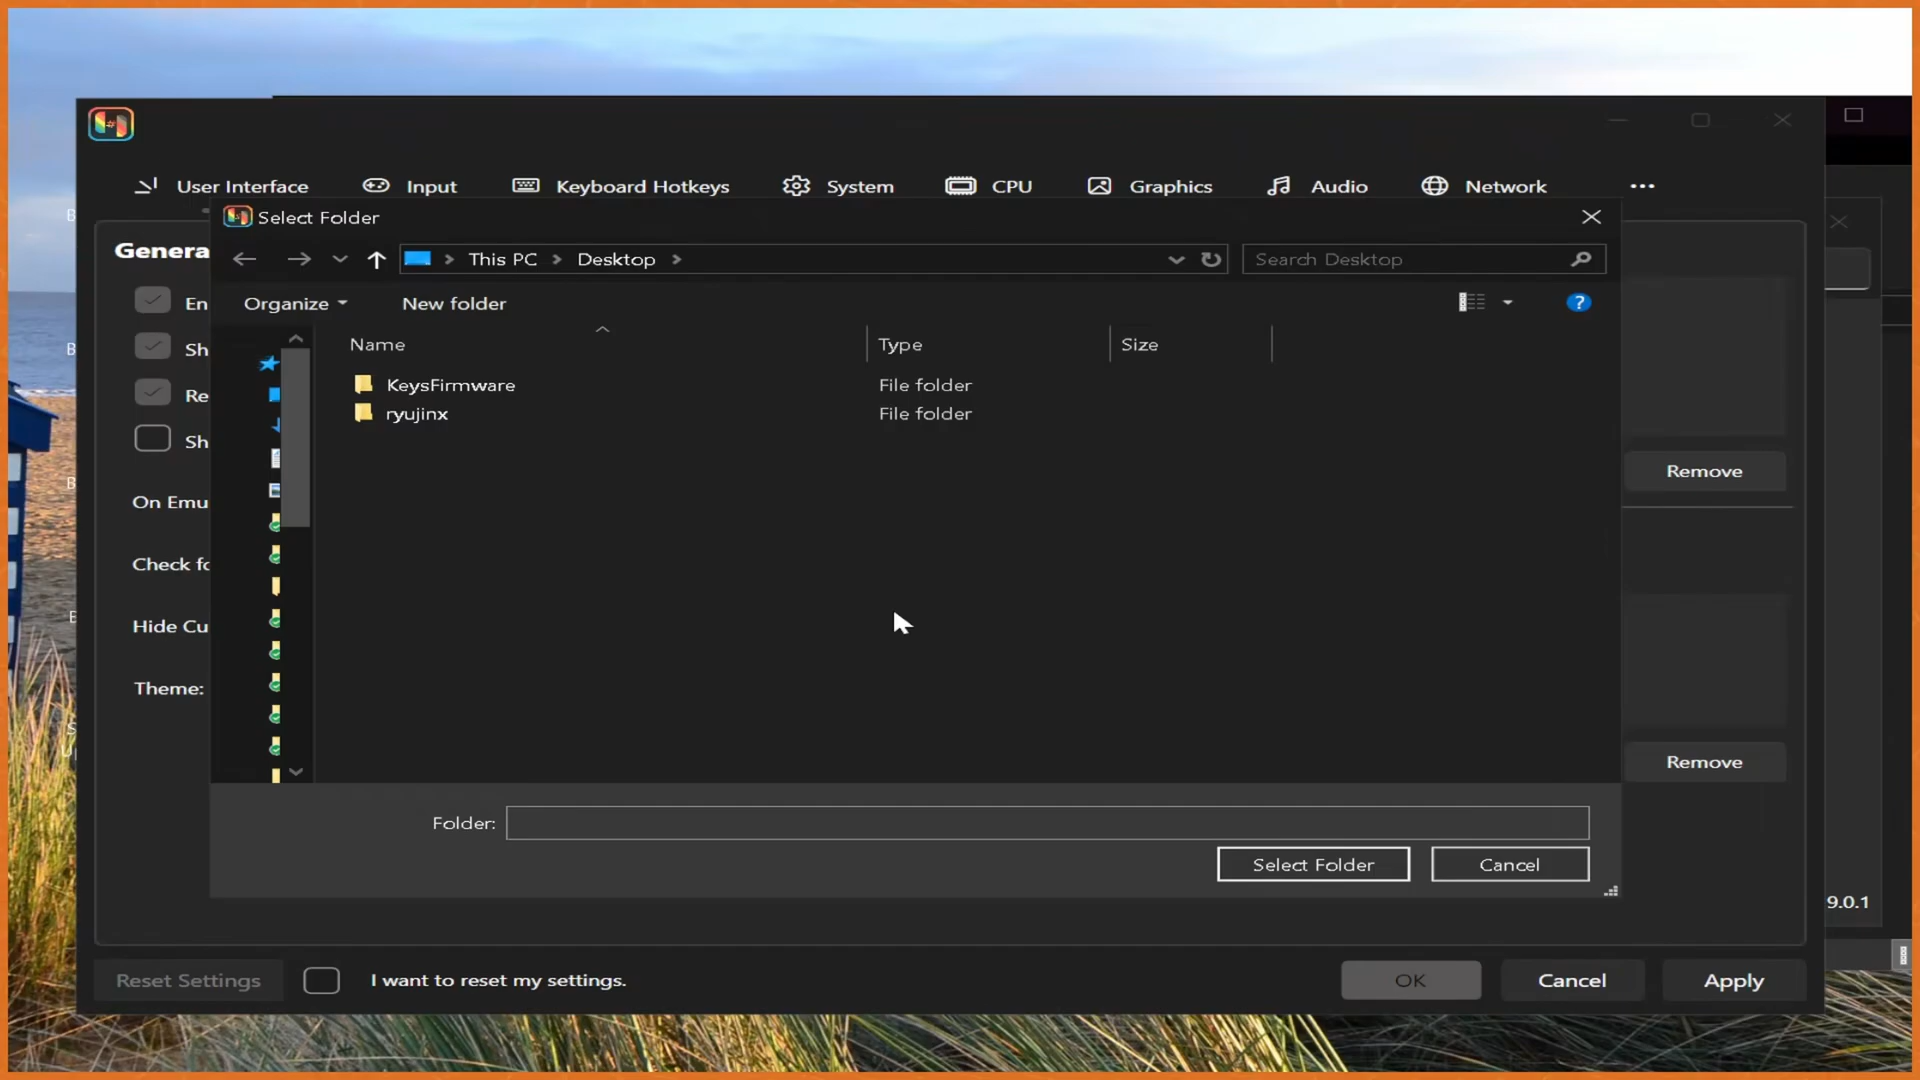 User Interface
Input
Keyboard Hotkeys
System
CPU
Graphics
Audio
Network
Select Folder
This PC
Desktop
Search Desktop
Genera
Organize
New folder
?
En
Name
Type
Size
Sh
KeysFirmware
File folder
Re
ryujinx
File folder
Sh
Remove
On Emu
Check fo
Hide Cu
Theme:
Remove
Folder:
Select Folder
Cancel
9.0.1
Reset Settings
I want to reset my settings.
OK
Cancel
Apply